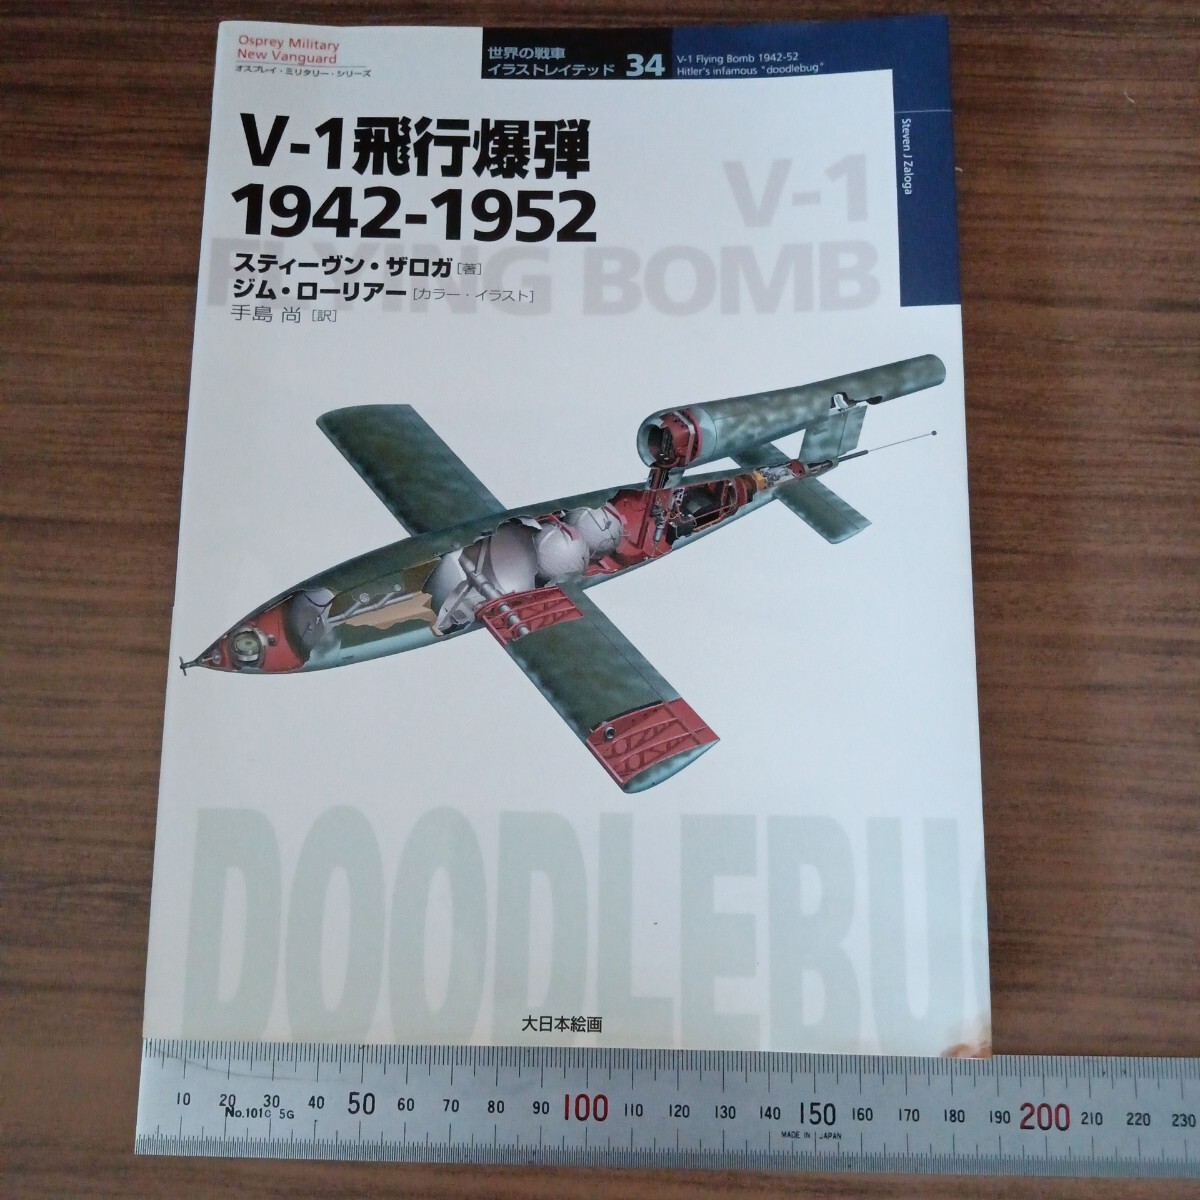 Osprey Military
New Vanguard
オスプレイ・ミリタリー・シリーズ
世界の戦車
イラストレイテッド 34
V-1 Flying Bomb 1942-52
Hitler's infamous "doodlebug"
Steven J Zaloga
V-1飛行爆弾
1942-1952
V-1
FLYING BOMB
スティーヴン・ザロガ[著]
ジム・ローリアー[カラー・イラスト]
手島 尚[訳]
DOODLEBUG
大日本絵画
10 20 30 40 50 60 70 80 90 100 110 120 130 140 150 160 170 180 190 200 210 220 230
No.101C 5G
MADE IN JAPAN